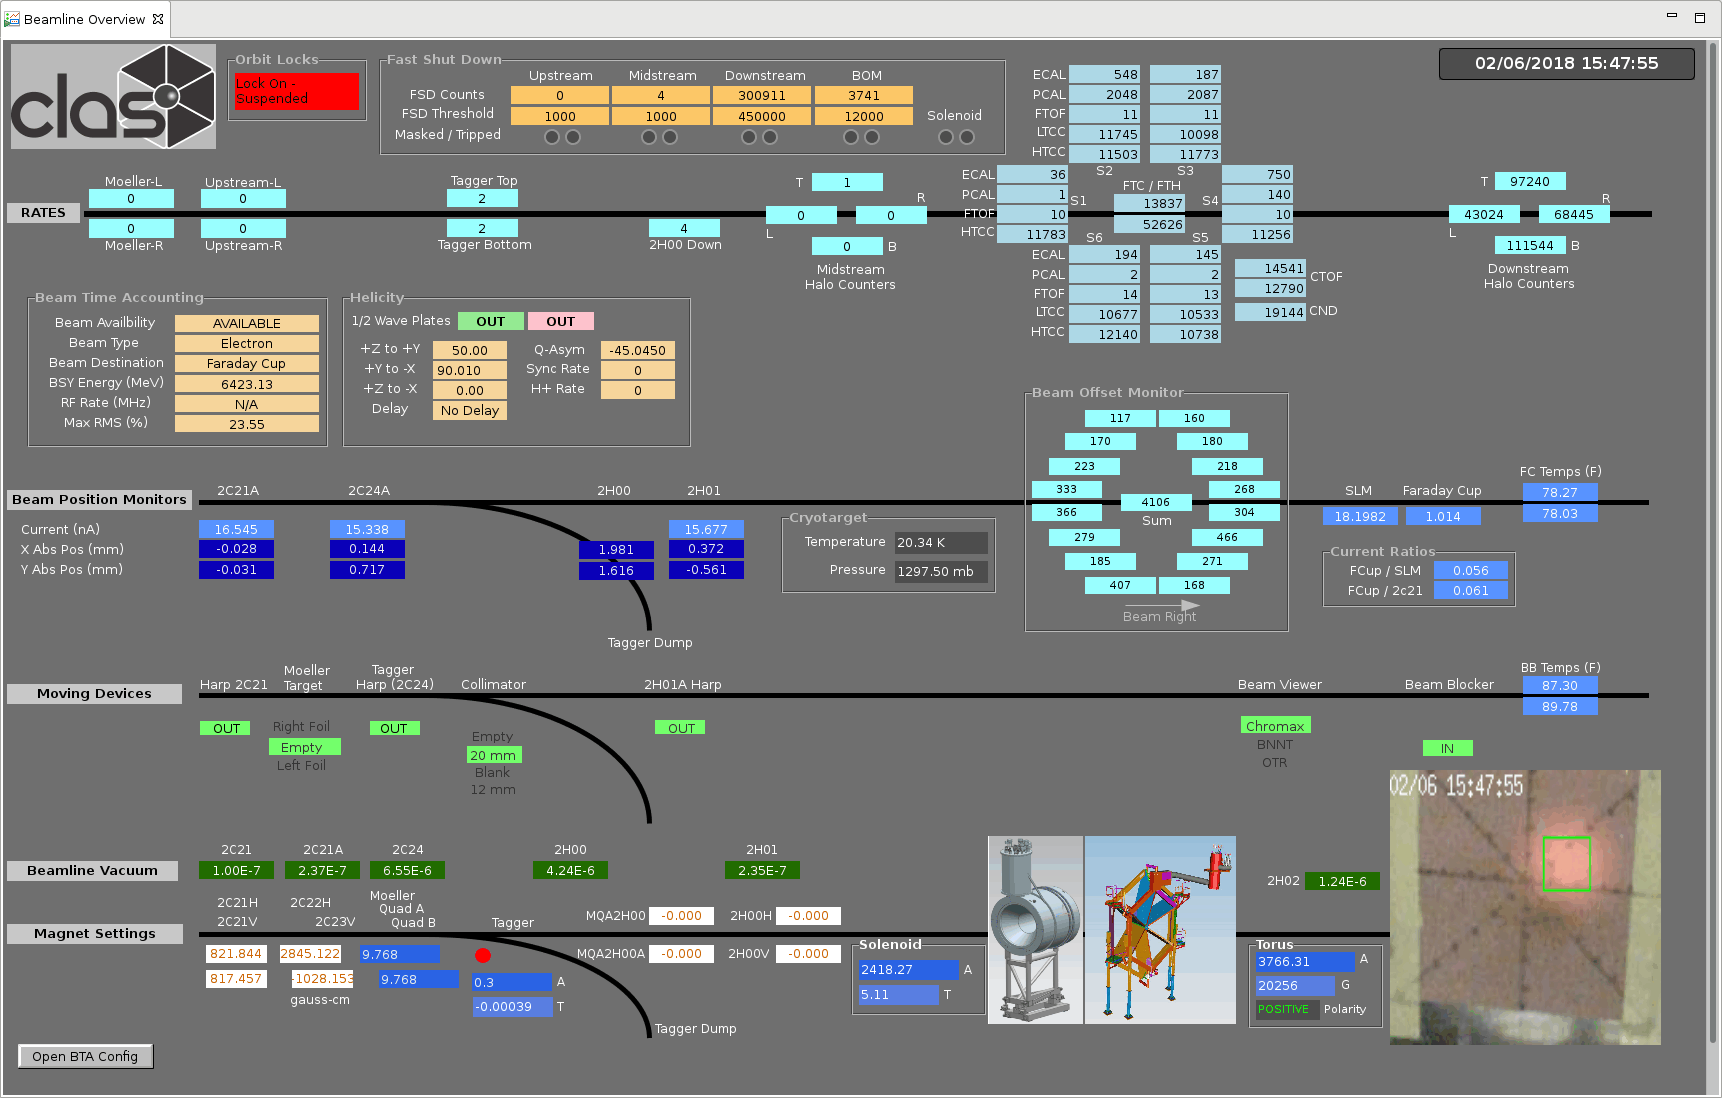 Beamline Overview
clas
Orbit Locks
Lock On -
Suspended
Fast Shut Down
Upstream Midstream Downstream BOM
FSD Counts 0 4 300911 3741
FSD Threshold 1000 1000 450000 12000 Solenoid
Masked / Tripped
02/06/2018 15:47:55
ECAL 548 187
PCAL 2048 2087
FTOF 11 11
LTCC 11745 10098
HTCC 11503 11773
S2 S3
ECAL 36 750
PCAL 1 140
FTOF 10 10
HTCC 11783 11256
S1 S4
FTC / FTH
13837
52626
S6 S5
ECAL 194 145
PCAL 2 2
FTOF 14 13
LTCC 10677 10533
HTCC 12140 10738
14541
12790 CTOF
19144 CND
RATES
Moeller-L Upstream-L
0 0
0 0
Moeller-R Upstream-R
Tagger Top
2
2
Tagger Bottom
4
2H00 Down
T 1
R
0 0
L
0 B
Midstream
Halo Counters
T 97240
R
43024 68445
L
111544 B
Downstream
Halo Counters
Beam Time Accounting
Beam Availbility AVAILABLE
Beam Type Electron
Beam Destination Faraday Cup
BSY Energy (MeV) 6423.13
RF Rate (MHz) N/A
Max RMS (%) 23.55
Helicity
1/2 Wave Plates OUT OUT
+Z to +Y 50.00 Q-Asym -45.0450
+Y to -X 90.010 Sync Rate 0
+Z to -X 0.00 H+ Rate 0
Delay No Delay
Beam Offset Monitor
117 160
170 180
223 218
333 268
4106
Sum
366 304
279 466
185 271
407 168
Beam Right
Beam Position Monitors
2C21A 2C24A 2H00 2H01
Current (nA) 16.545 15.338 15.677
X Abs Pos (mm) -0.028 0.144 1.981 0.372
Y Abs Pos (mm) -0.031 0.717 1.616 -0.561
Tagger Dump
Cryotarget
Temperature 20.34 K
Pressure 1297.50 mb
SLM Faraday Cup
18.1982 1.014
FC Temps (F)
78.27
78.03
Current Ratios
FCup / SLM 0.056
FCup / 2c21 0.061
Moving Devices
Harp 2C21
OUT
Moeller
Target
Right Foil
Empty
Left Foil
Tagger
Harp (2C24)
OUT
Collimator
Empty
20 mm
Blank
12 mm
2H01A Harp
OUT
Beam Viewer
Chromax
BNNT
OTR
Beam Blocker
IN
BB Temps (F)
87.30
89.78
02/06 15:47:55
Beamline Vacuum
2C21 2C21A 2C24 2H00 2H01
1.00E-7 2.37E-7 6.55E-6 4.24E-6 2.35E-7
2H02 1.24E-6
Magnet Settings
2C21H 2C22H
2C21V 2C23V
Moeller
Quad A
Quad B
Tagger
821.844 2845.122 9.768
817.457 -1028.153 9.768
gauss-cm
0.3 A
-0.00039 T
MQA2H00 -0.000 2H00H -0.000
MQA2H00A -0.000 2H00V -0.000
Tagger Dump
Solenoid
2418.27 A
5.11 T
Torus
3766.31 A
20256 G
POSITIVE Polarity
Open BTA Config